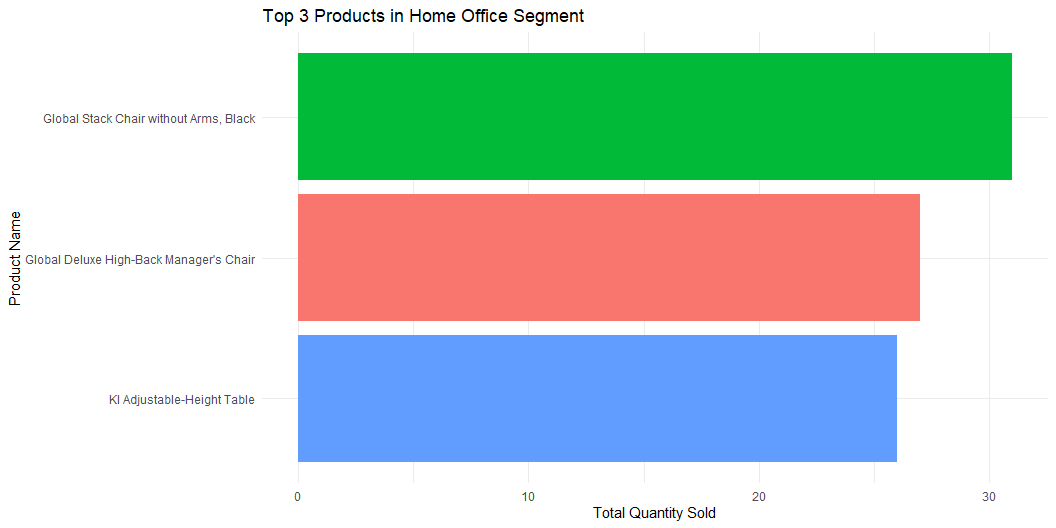 Top 3 Products in Home Office Segment
Product Name
Global Stack Chair without Arms, Black
Global Deluxe High-Back Manager's Chair
KI Adjustable-Height Table
0 10 20 30
Total Quantity Sold